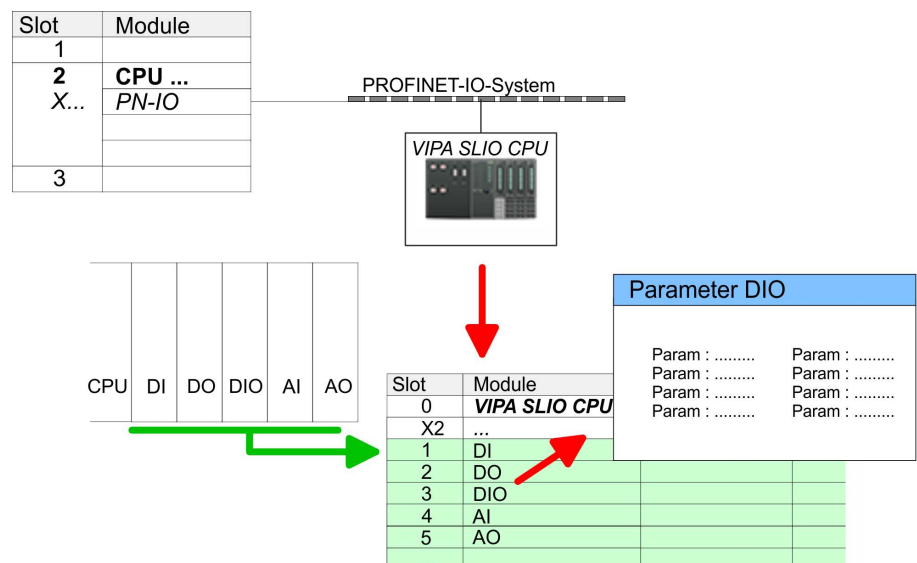 Slot Module
1
2 CPU ...
X... PN-IO
3
PROFINET-IO-System
VIPA SLIO CPU
CPU DI DO DIO AI AO
Parameter DIO
Param : ......... Param : .........
Param : ......... Param : .........
Param : ......... Param : .........
Param : ......... Param : .........
Slot Module
0 VIPA SLIO CPU
X2 ...
1 DI
2 DO
3 DIO
4 AI
5 AO